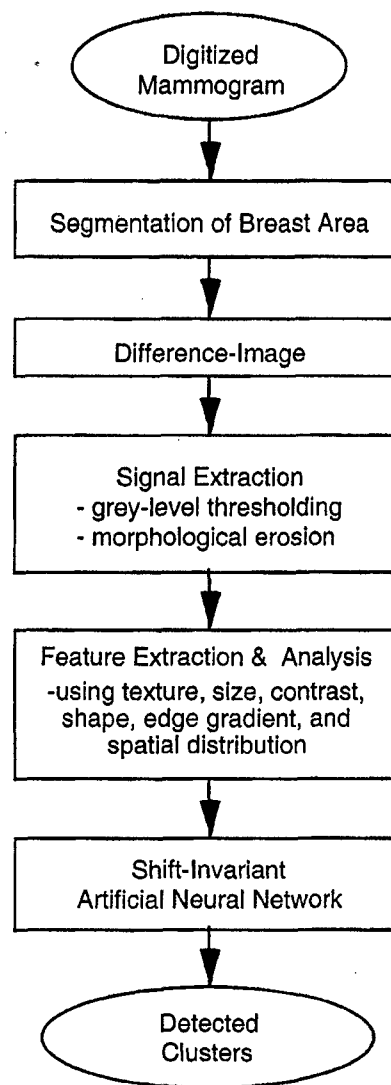 Digitized
Mammogram
Segmentation of Breast Area
Difference-Image
Signal Extraction
- grey-level thresholding
- morphological erosion
Feature Extraction & Analysis
-using texture, size, contrast,
shape, edge gradient, and
spatial distribution
Shift-Invariant
Artificial Neural Network
Detected
Clusters